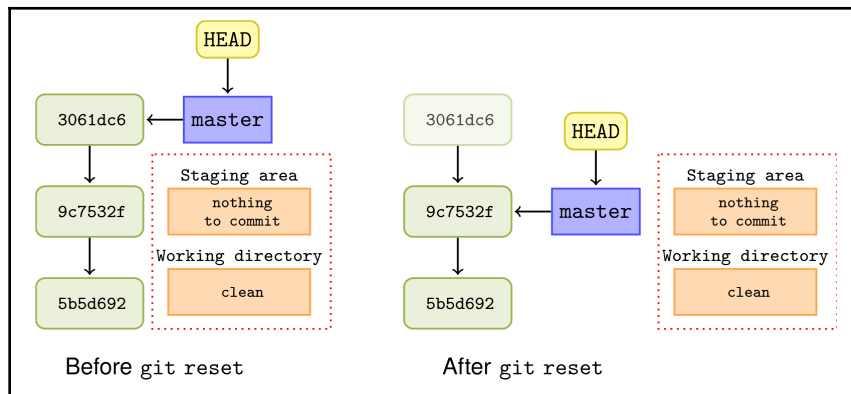 HEAD
3061dc6
master
Staging area
nothing
to commit
9c7532f
Working directory
clean
5b5d692
Before git reset
3061dc6
HEAD
9c7532f
master
Staging area
nothing
to commit
Working directory
clean
5b5d692
After git reset